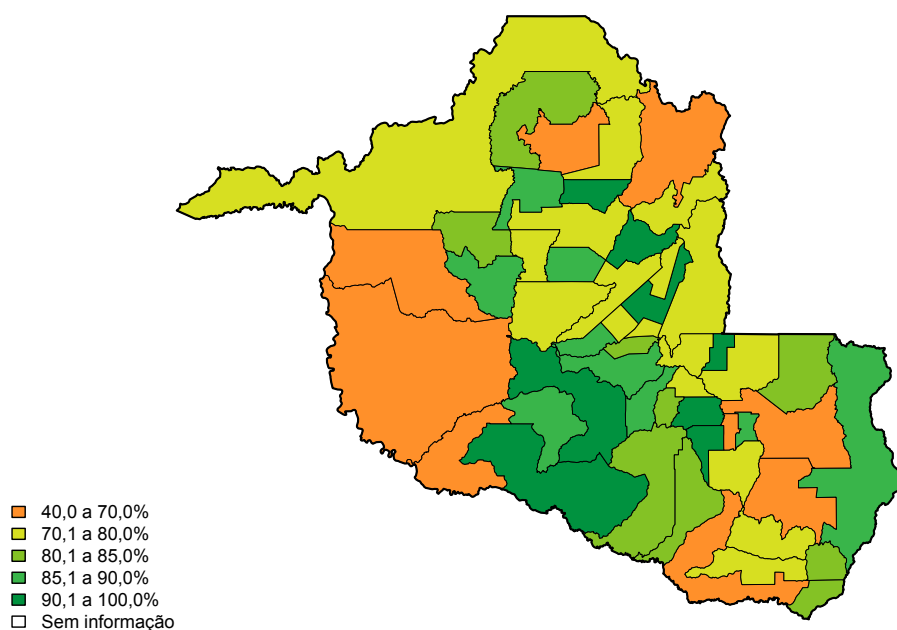 40,0 a 70,0%
70,1 a 80,0%
80,1 a 85,0%
85,1 a 90,0%
90,1 a 100,0%
Sem informação